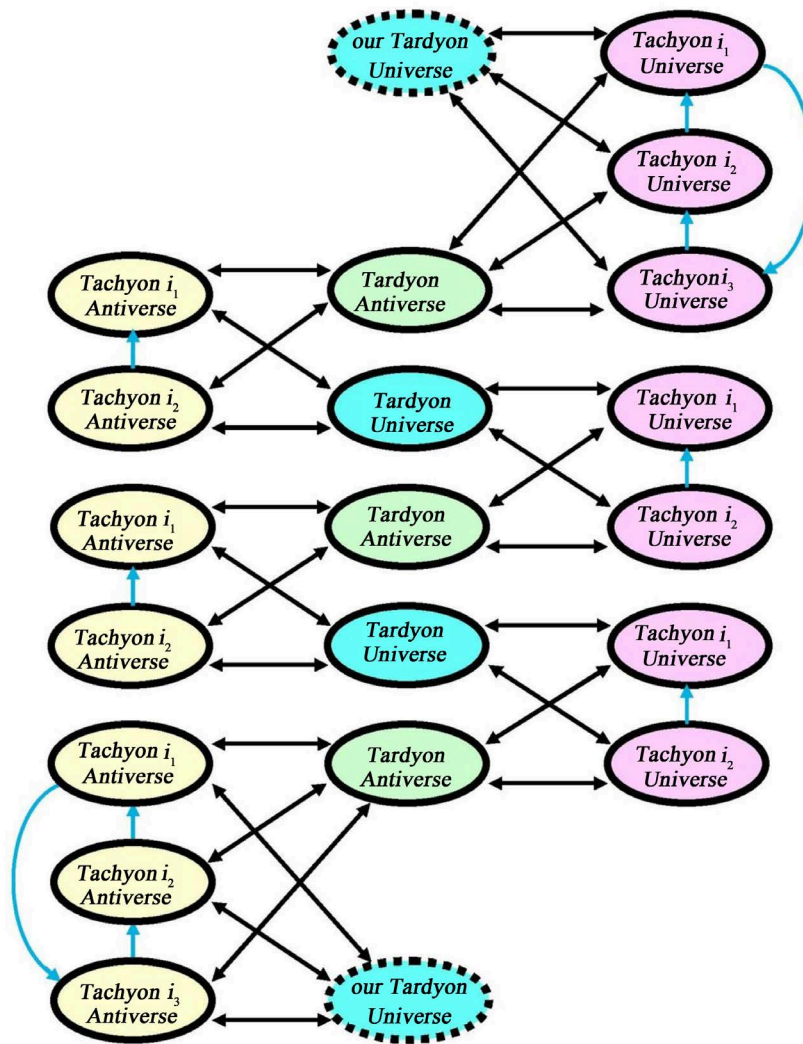 our Tardyon
Universe
Tachyon i₁
Universe
Tachyon i₂
Universe
Tachyon i₁
Antiverse
Tardyon
Antiverse
Tachyon i₃
Universe
Tachyon i₂
Antiverse
Tardyon
Universe
Tachyon i₁
Universe
Tachyon i₁
Antiverse
Tardyon
Antiverse
Tachyon i₂
Universe
Tachyon i₂
Antiverse
Tardyon
Universe
Tachyon i₁
Universe
Tachyon i₁
Antiverse
Tardyon
Antiverse
Tachyon i₂
Universe
Tachyon i₂
Antiverse
Tachyon i₃
Antiverse
our Tardyon
Universe